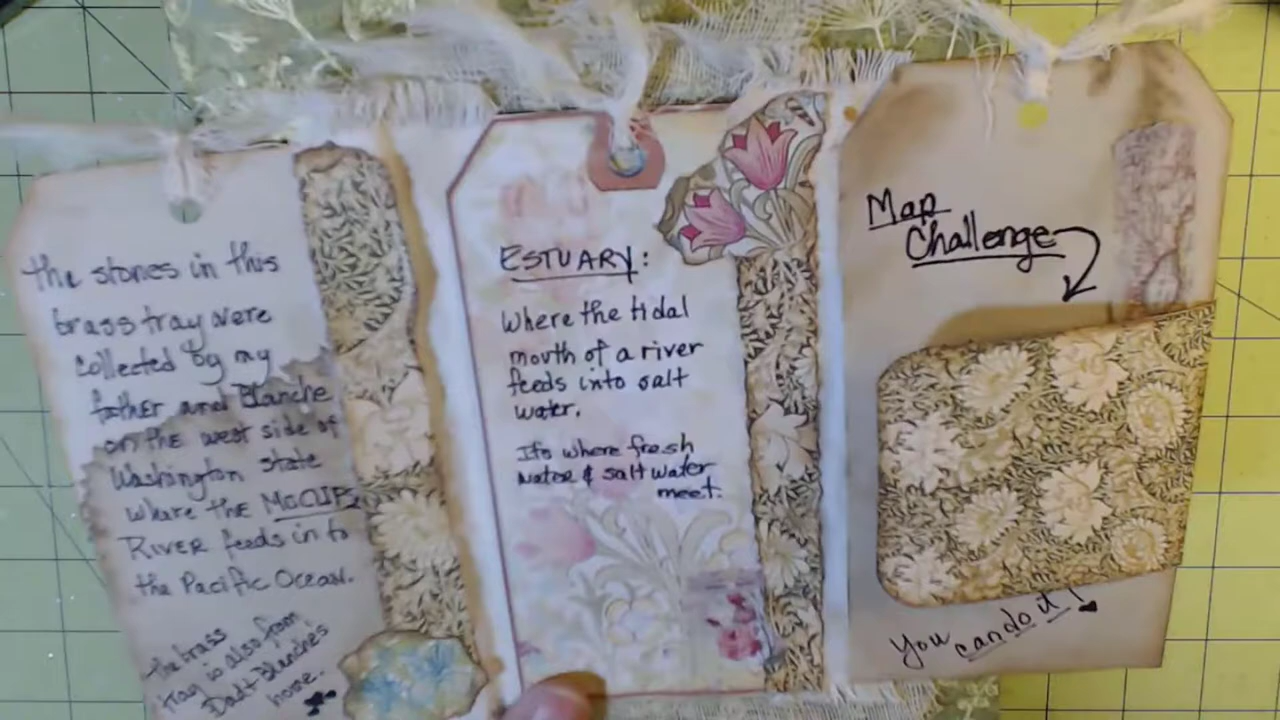 the stones in this
brass tray were
collected by my
father and Blanche
on the west side of
Washington state
where the
RIVER feeds in to
the Pacific Ocean.
The brass
tray is also from
Dad + Blanches
home.
ESTUARY:
Where the tidal
mouth of a river
feeds into salt
water.
Its where fresh
water & salt water
meet.
Map
Challenge
You can do it!